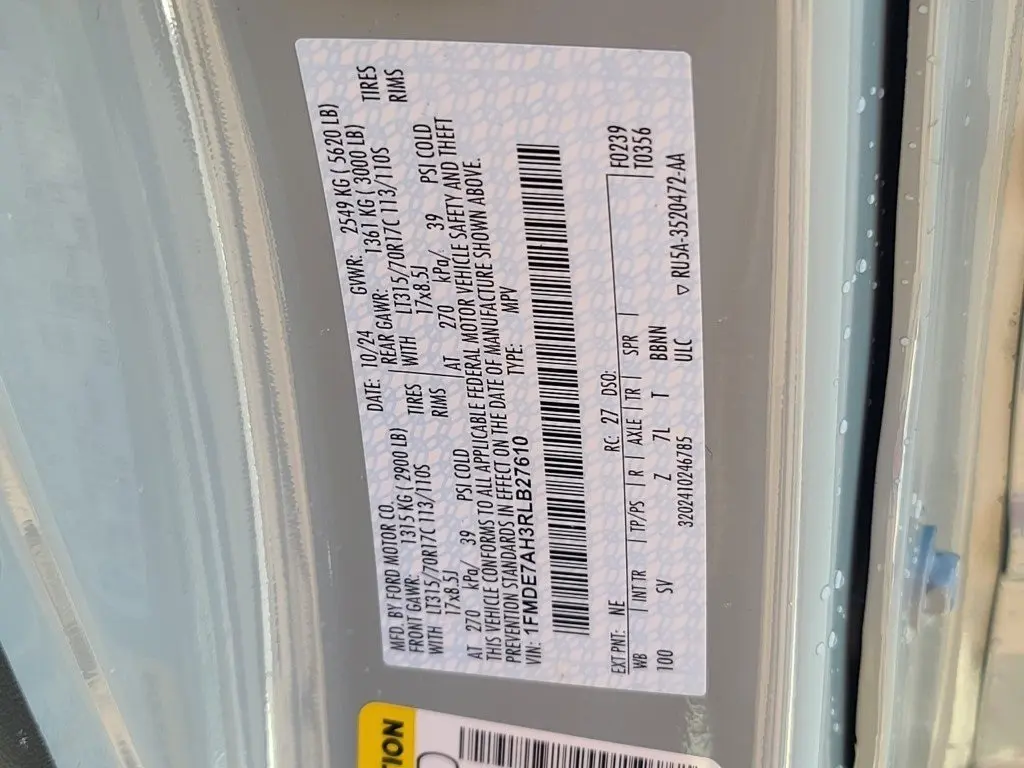 MFD. BY FORD MOTOR CO.
DATE: 10/24 GVWR: 2549 KG ( 5620 LB)
FRONT GAWR: 1315 KG ( 2900 LB)
REAR GAWR: 1361 KG ( 3000 LB)
WITH LT315/70R17C 113/110S TIRES
WITH LT315/70R17C 113/110S TIRES
17x8.5J RIMS
17x8.5J RIMS
AT 270 kPa/ 39 PSI COLD
AT 270 kPa/ 39 PSI COLD
THIS VEHICLE CONFORMS TO ALL APPLICABLE FEDERAL MOTOR VEHICLE SAFETY AND THEFT
PREVENTION STANDARDS IN EFFECT ON THE DATE OF MANUFACTURE SHOWN ABOVE.
VIN: 1FMDE7AH3RLB27610 TYPE: MPV
EXT PNT: ME RC: 27 DSO: F0239
WB INT TR TP/PS R AXLE TR SPR T0356
100 SV Z 7L T BBNN
ULC
3202410246785 ▽ RU5A-3520472-AA